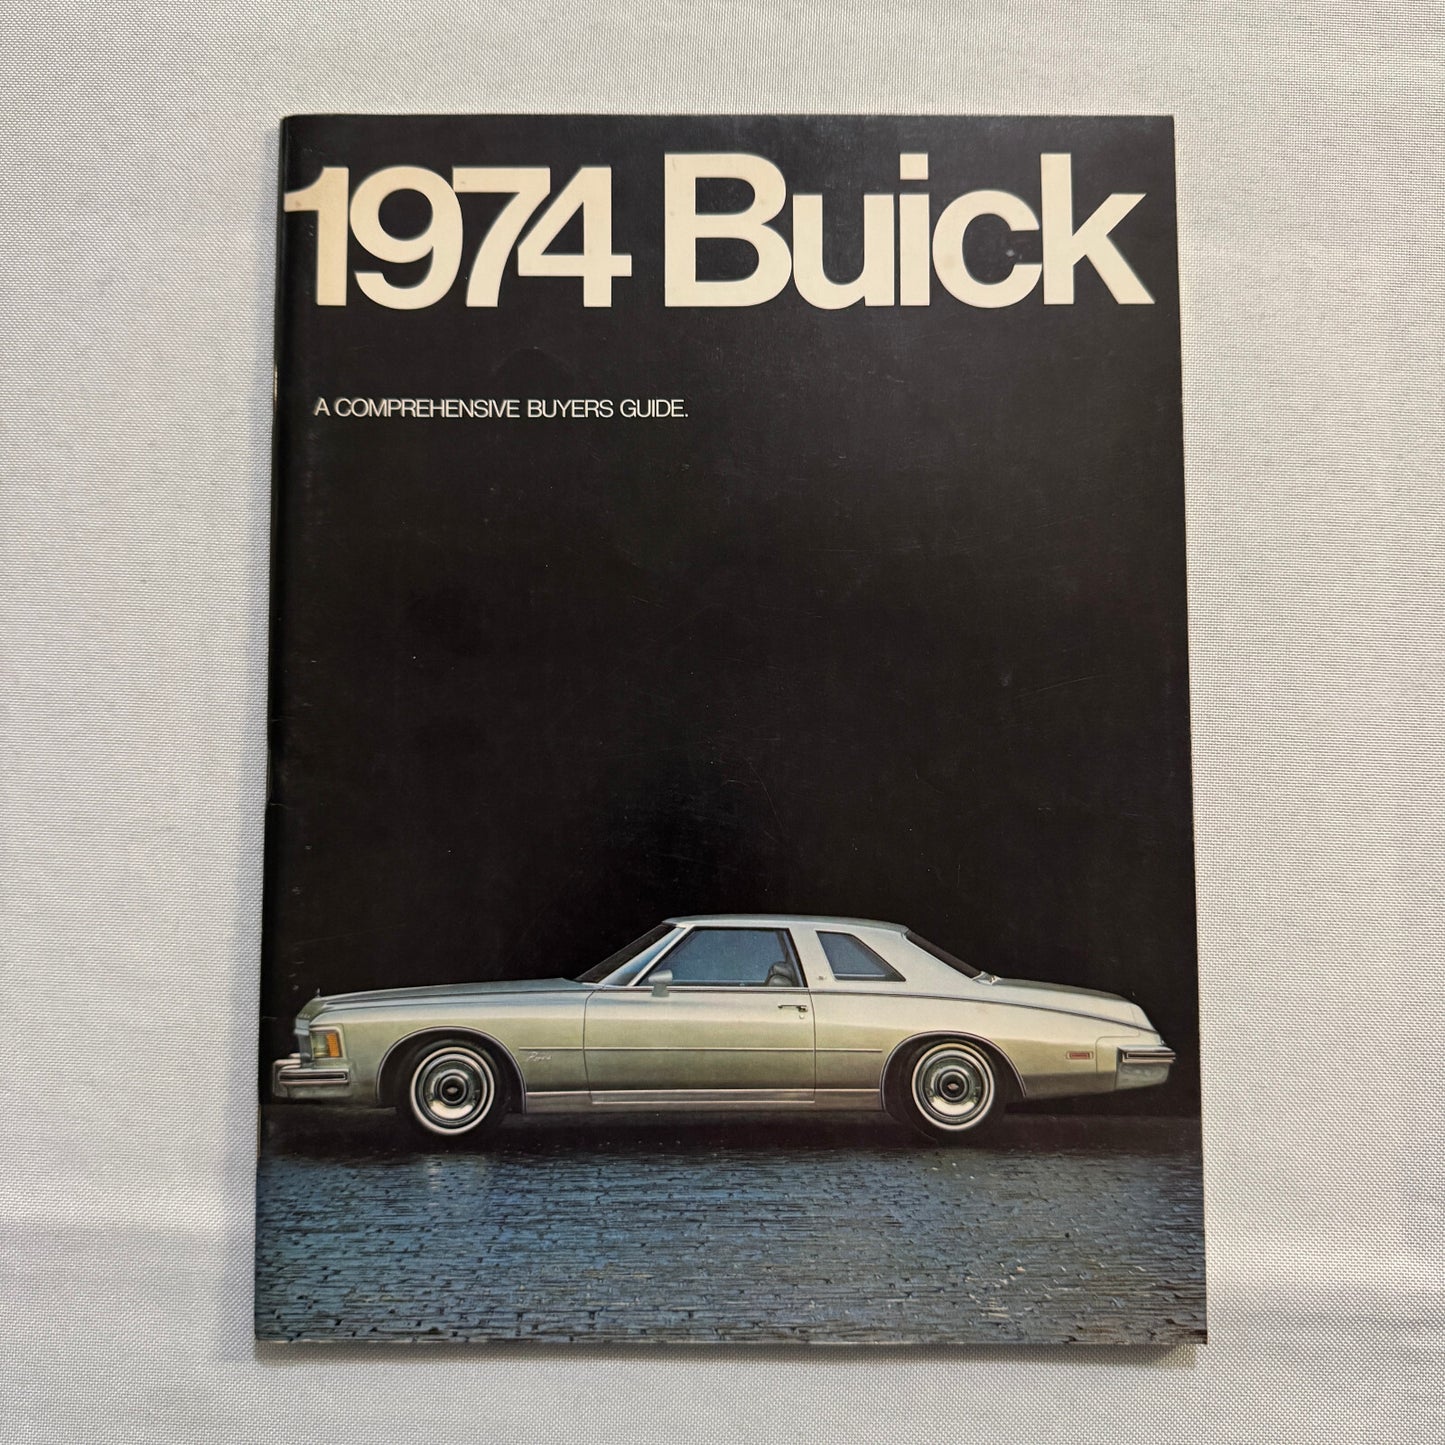 1974 Buick
A COMPREHENSIVE BUYERS GUIDE.